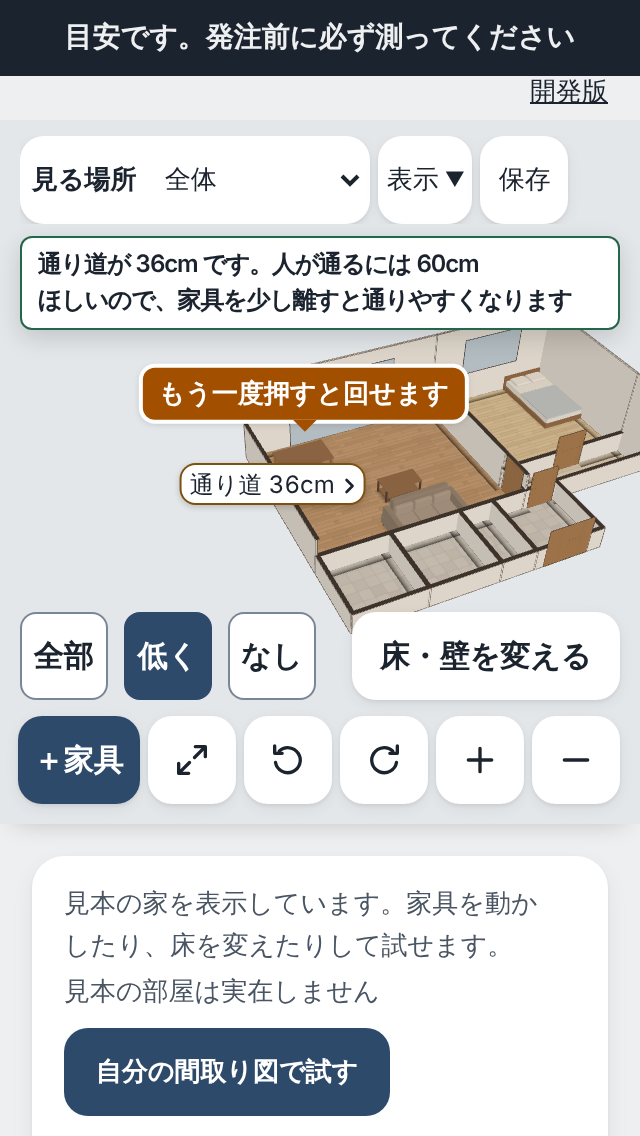 目安です。発注前に必ず測ってください
開発版
見る場所 全体
表示 ▼
保存
通り道が 36cm です。人が通るには 60cm
ほしいので、家具を少し離すと通りやすくなります
もう一度押すと回せます
通り道 36cm
全部
低く
なし
床・壁を変える
＋家具
見本の家を表示しています。家具を動か
したり、床を変えたりして試せます。
見本の部屋は実在しません
自分の間取り図で試す